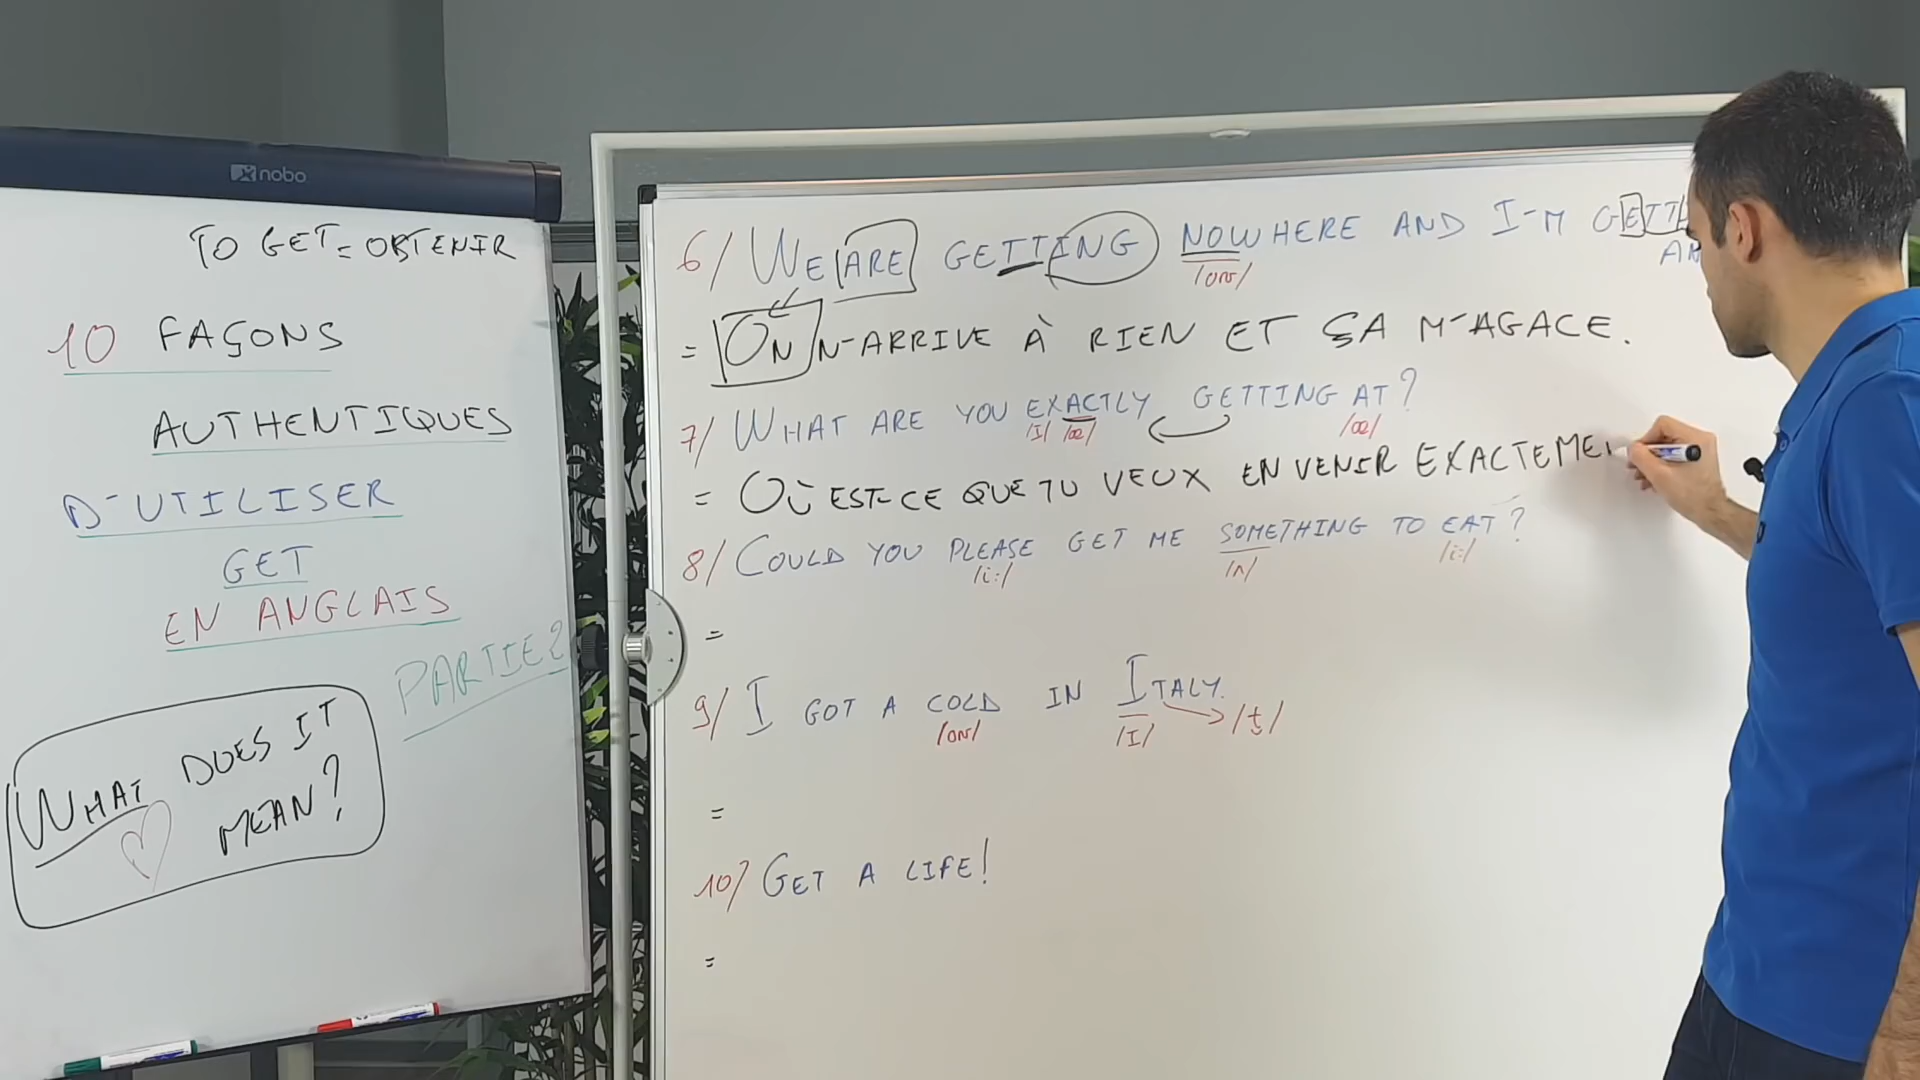 nobo
TO GET = OBTENIR
10 FAÇONS
AUTHENTIQUES
D'UTILISER
GET
EN ANGLAIS
PARTIE 2
WHAT DOES IT
MEAN?
6/ WE ARE GETTING NOWHERE AND I'M GETT
/oʊ/
= ON N'ARRIVE À RIEN ET ÇA M'AGACE.
7/ WHAT ARE YOU EXACTLY GETTING AT?
/I/ /æ/ /æ/
= OÙ EST-CE QUE TU VEUX EN VENIR EXACTEME
8/ COULD YOU PLEASE GET ME SOMETHING TO EAT?
/i:/ /ʌ/ /i:/
=
9/ I GOT A COLD IN ITALY.
/oʊ/ /I/ /t̬/
=
10/ GET A LIFE!
=